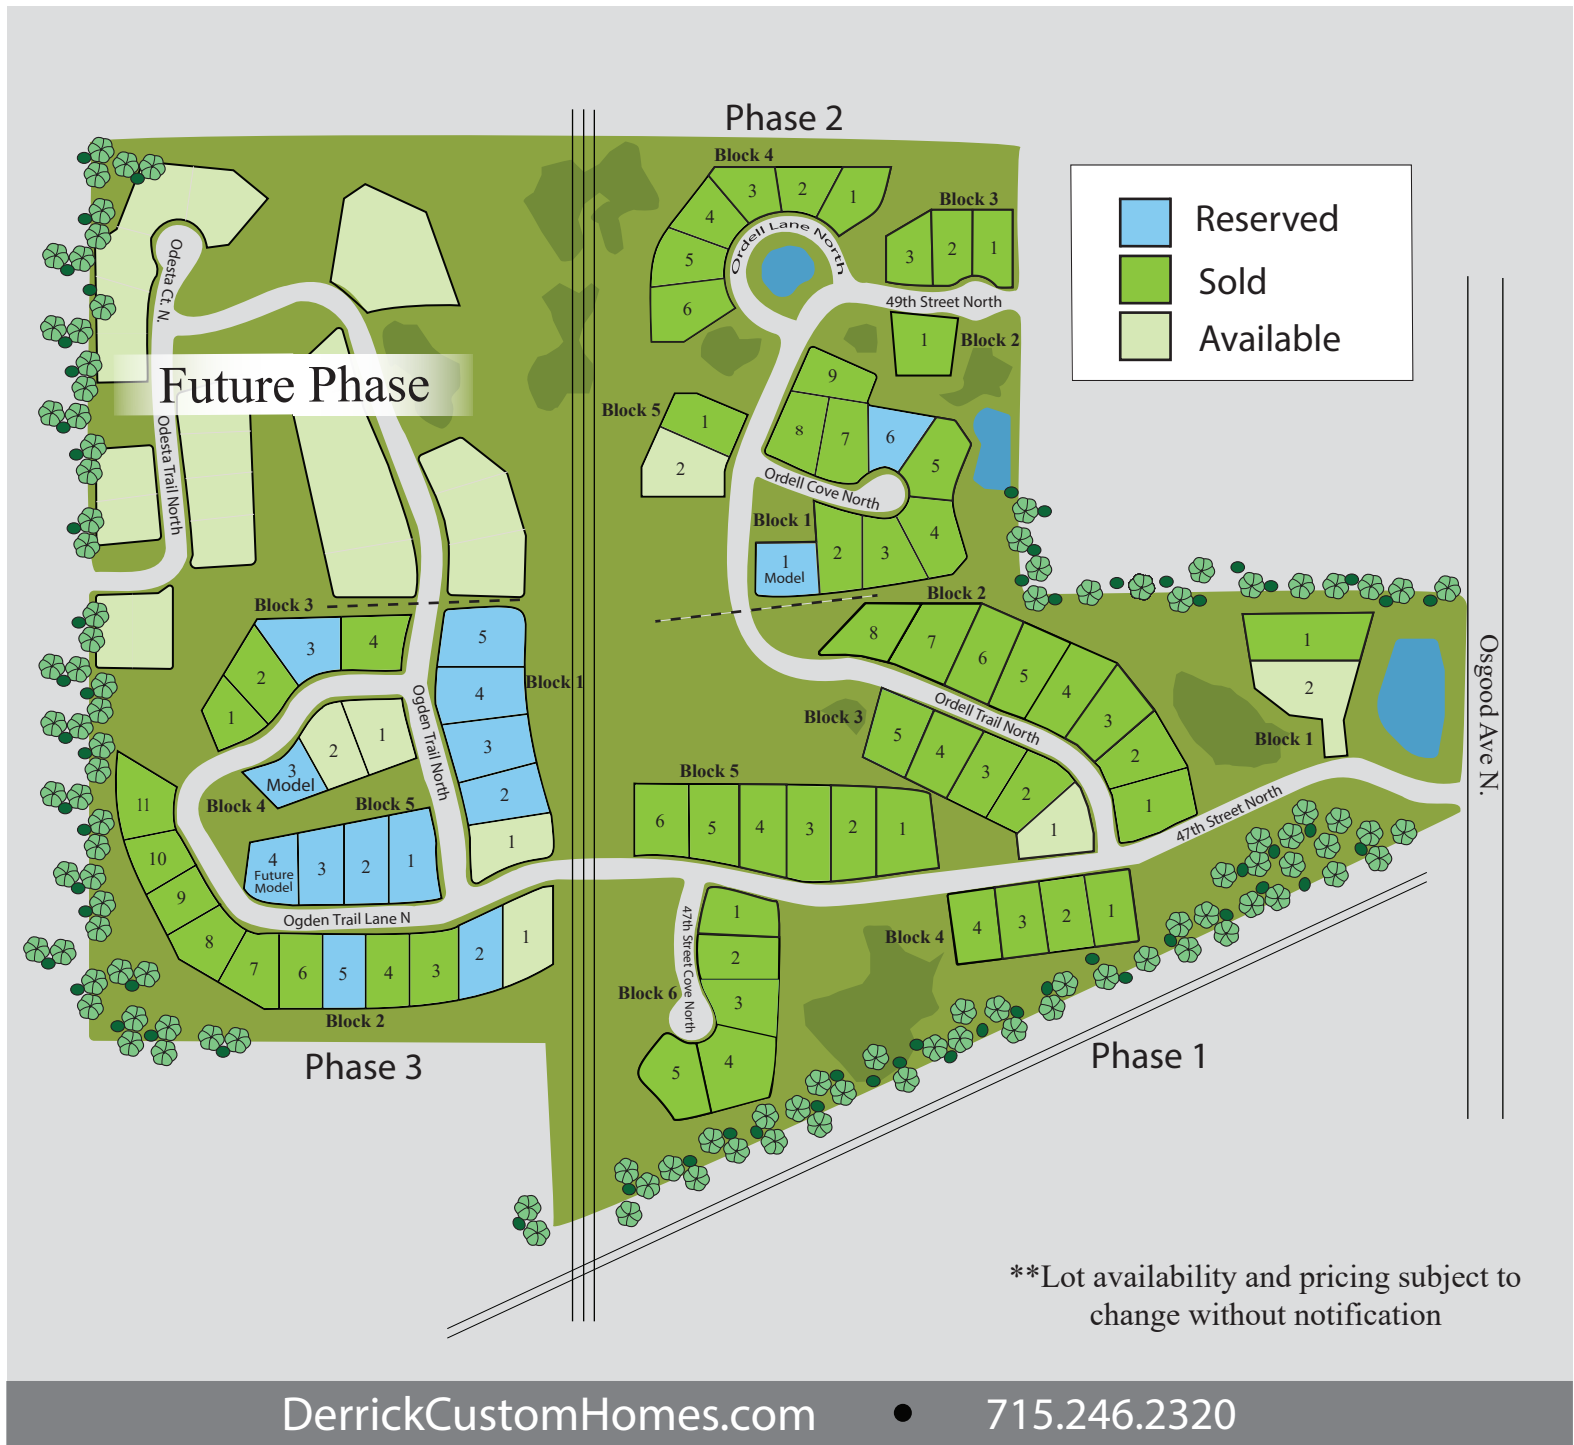 Phase 2
Block 4
3
2
1
4
5
6
Ordell Lane North
Block 3
3
2
1
49th Street North
1
Block 2
Reserved
Sold
Available
Odesta Ct. N.
Future Phase
Odesta Trail North
Block 5
1
2
9
8
7
6
5
Ordell Cove North
Block 1
1
Model
2
3
4
Block 3
1
2
3
4
5
4
Block 1
3
2
1
Ogden Trail North
3
Model
2
1
Block 4
Block 5
4
Future
Model
3
2
1
Ogden Trail Lane N
11
10
9
8
7
6
5
4
3
2
1
Block 2
Phase 3
Block 2
8
7
6
5
4
3
2
1
Ordell Trail North
Block 3
5
4
3
2
1
1
2
Block 1
Osgood Ave N.
47th Street North
Block 5
6
5
4
3
2
1
Block 4
4
3
2
1
47th Street Cove North
1
2
3
4
5
Block 6
Phase 1
**Lot availability and pricing subject to
change without notification
DerrickCustomHomes.com • 715.246.2320